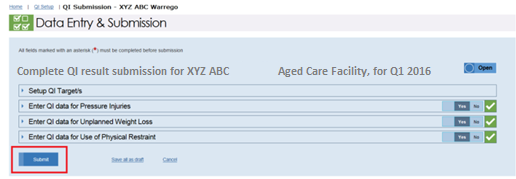 Home | QI Setup | QI Submission - XYZ ABC Warrego
Data Entry & Submission
All fields marked with an asterisk (*) must be completed before submission
Complete QI result submission for XYZ ABC Aged Care Facility, for Q1 2016 Open
Setup QI Target/s
Enter QI data for Pressure Injuries Yes No
Enter QI data for Unplanned Weight Loss Yes No
Enter QI data for Use of Physical Restraint Yes No
Submit Save all as draft Cancel